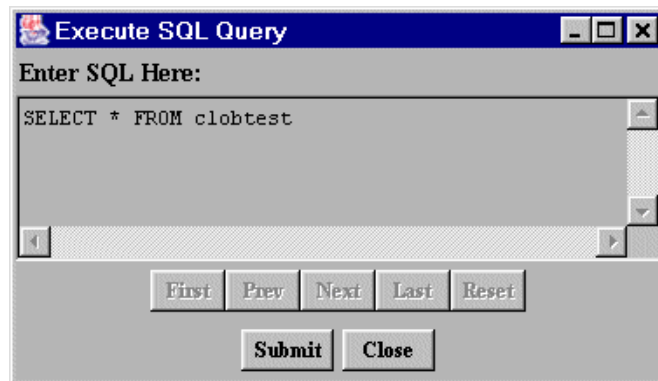 Execute SQL Query
Enter SQL Here:
SELECT * FROM clobtest
First Prev Next Last Reset
Submit Close